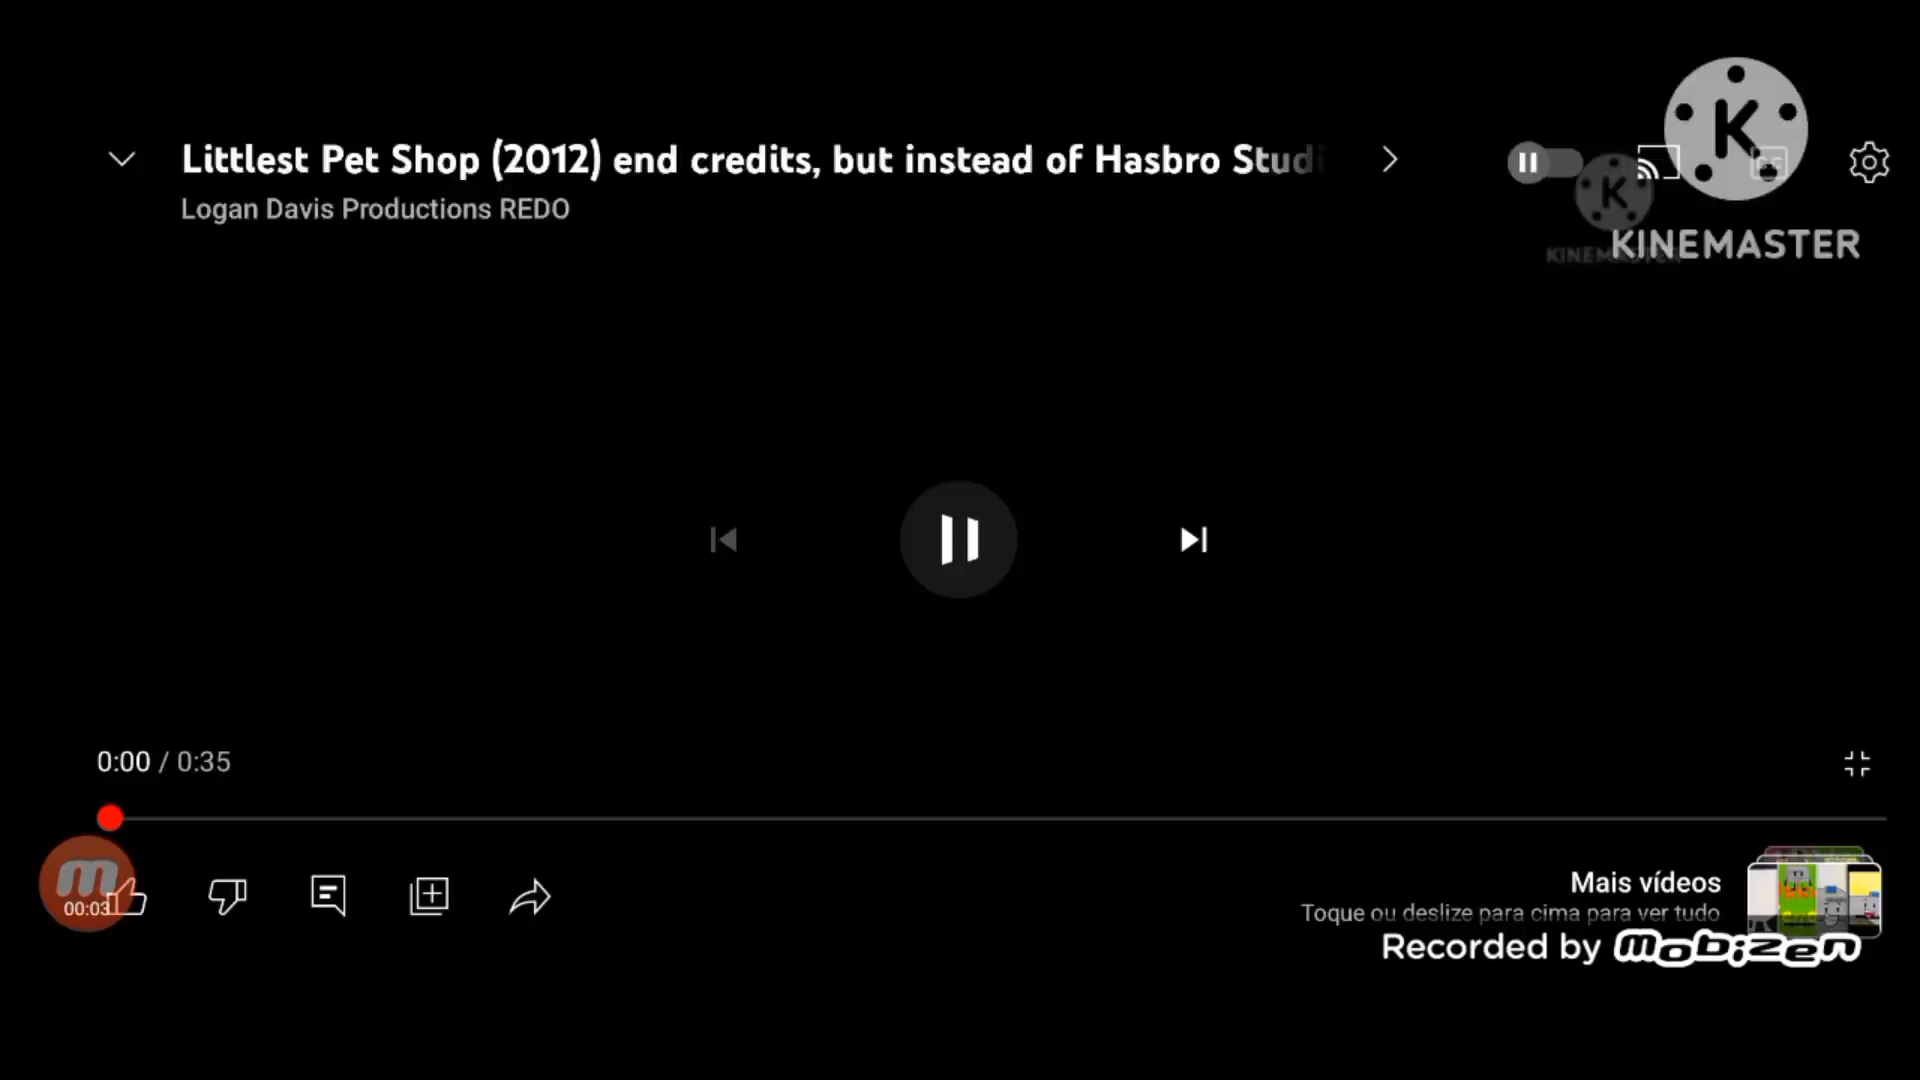 Littlest Pet Shop (2012) end credits, but instead of Hasbro Studi
Logan Davis Productions REDO
K
KINEMASTER
K
0:00 / 0:35
00:03
Mais vídeos
Toque ou deslize para cima para ver tudo
Recorded by mobizen